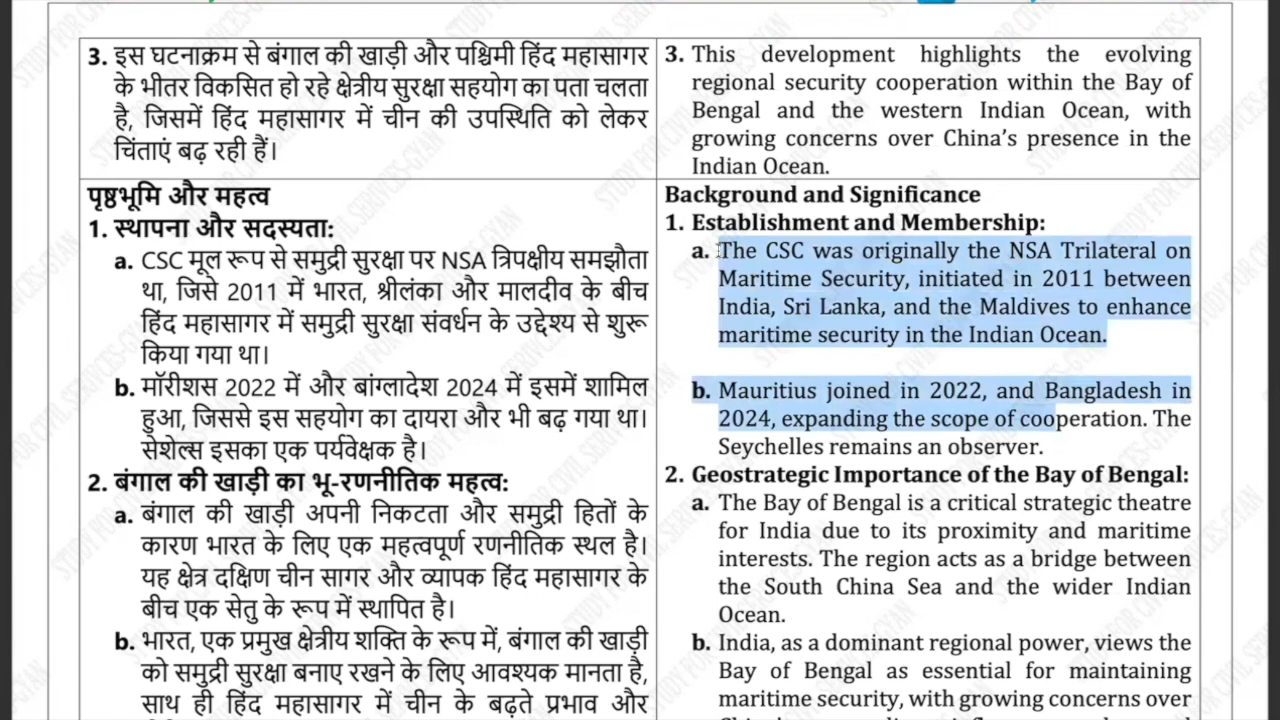 3. इस घटनाक्रम से बंगाल की खाड़ी और पश्चिमी हिंद महासागर
के भीतर विकसित हो रहे क्षेत्रीय सुरक्षा सहयोग का पता चलता
है, जिसमें हिंद महासागर में चीन की उपस्थिति को लेकर
चिंताएं बढ़ रही हैं।
3. This development highlights the evolving
regional security cooperation within the Bay of
Bengal and the western Indian Ocean, with
growing concerns over China's presence in the
Indian Ocean.
पृष्ठभूमि और महत्व
1. स्थापना और सदस्यता:
a. CSC मूल रूप से समुद्री सुरक्षा पर NSA त्रिपक्षीय समझौता
था, जिसे 2011 में भारत, श्रीलंका और मालदीव के बीच
हिंद महासागर में समुद्री सुरक्षा संवर्धन के उद्देश्य से शुरू
किया गया था।
b. मॉरीशस 2022 में और बांग्लादेश 2024 में इसमें शामिल
हुआ, जिससे इस सहयोग का दायरा और भी बढ़ गया था।
सेशेल्स इसका एक पर्यवेक्षक है।
2. बंगाल की खाड़ी का भू-रणनीतिक महत्व:
a. बंगाल की खाड़ी अपनी निकटता और समुद्री हितों के
कारण भारत के लिए एक महत्वपूर्ण रणनीतिक स्थल है।
यह क्षेत्र दक्षिण चीन सागर और व्यापक हिंद महासागर के
बीच एक सेतु के रूप में स्थापित है।
b. भारत, एक प्रमुख क्षेत्रीय शक्ति के रूप में, बंगाल की खाड़ी
को समुद्री सुरक्षा बनाए रखने के लिए आवश्यक मानता है,
साथ ही हिंद महासागर में चीन के बढ़ते प्रभाव और
Background and Significance
1. Establishment and Membership:
a. The CSC was originally the NSA Trilateral on
Maritime Security, initiated in 2011 between
India, Sri Lanka, and the Maldives to enhance
maritime security in the Indian Ocean.
b. Mauritius joined in 2022, and Bangladesh in
2024, expanding the scope of cooperation. The
Seychelles remains an observer.
2. Geostrategic Importance of the Bay of Bengal:
a. The Bay of Bengal is a critical strategic theatre
for India due to its proximity and maritime
interests. The region acts as a bridge between
the South China Sea and the wider Indian
Ocean.
b. India, as a dominant regional power, views the
Bay of Bengal as essential for maintaining
maritime security, with growing concerns over